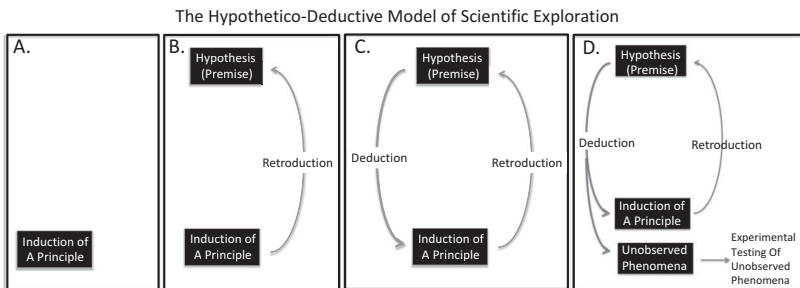 The Hypothetico-Deductive Model of Scientific Exploration
A.
Induction of
A Principle
B.
Hypothesis
(Premise)
Retroduction
Induction of
A Principle
C.
Hypothesis
(Premise)
Deduction
Retroduction
Induction of
A Principle
D.
Hypothesis
(Premise)
Deduction
Retroduction
Induction of
A Principle
Unobserved
Phenomena
Experimental
Testing Of
Unobserved
Phenomena